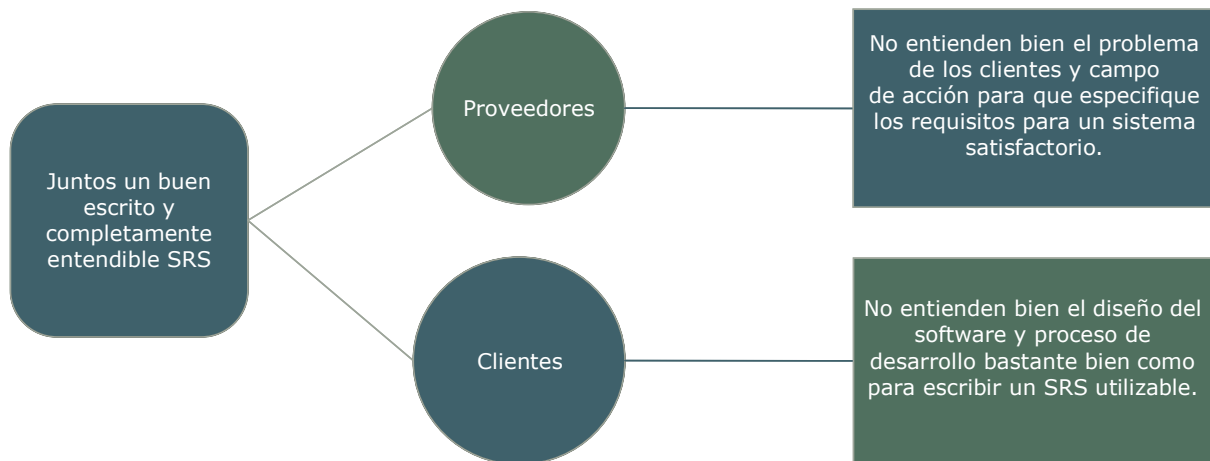 Juntos un buen
escrito y
completamente
entendible SRS
Proveedores
No entienden bien el problema
de los clientes y campo
de acción para que especifique
los requisitos para un sistema
satisfactorio.
Clientes
No entienden bien el diseño del
software y proceso de
desarrollo bastante bien como
para escribir un SRS utilizable.